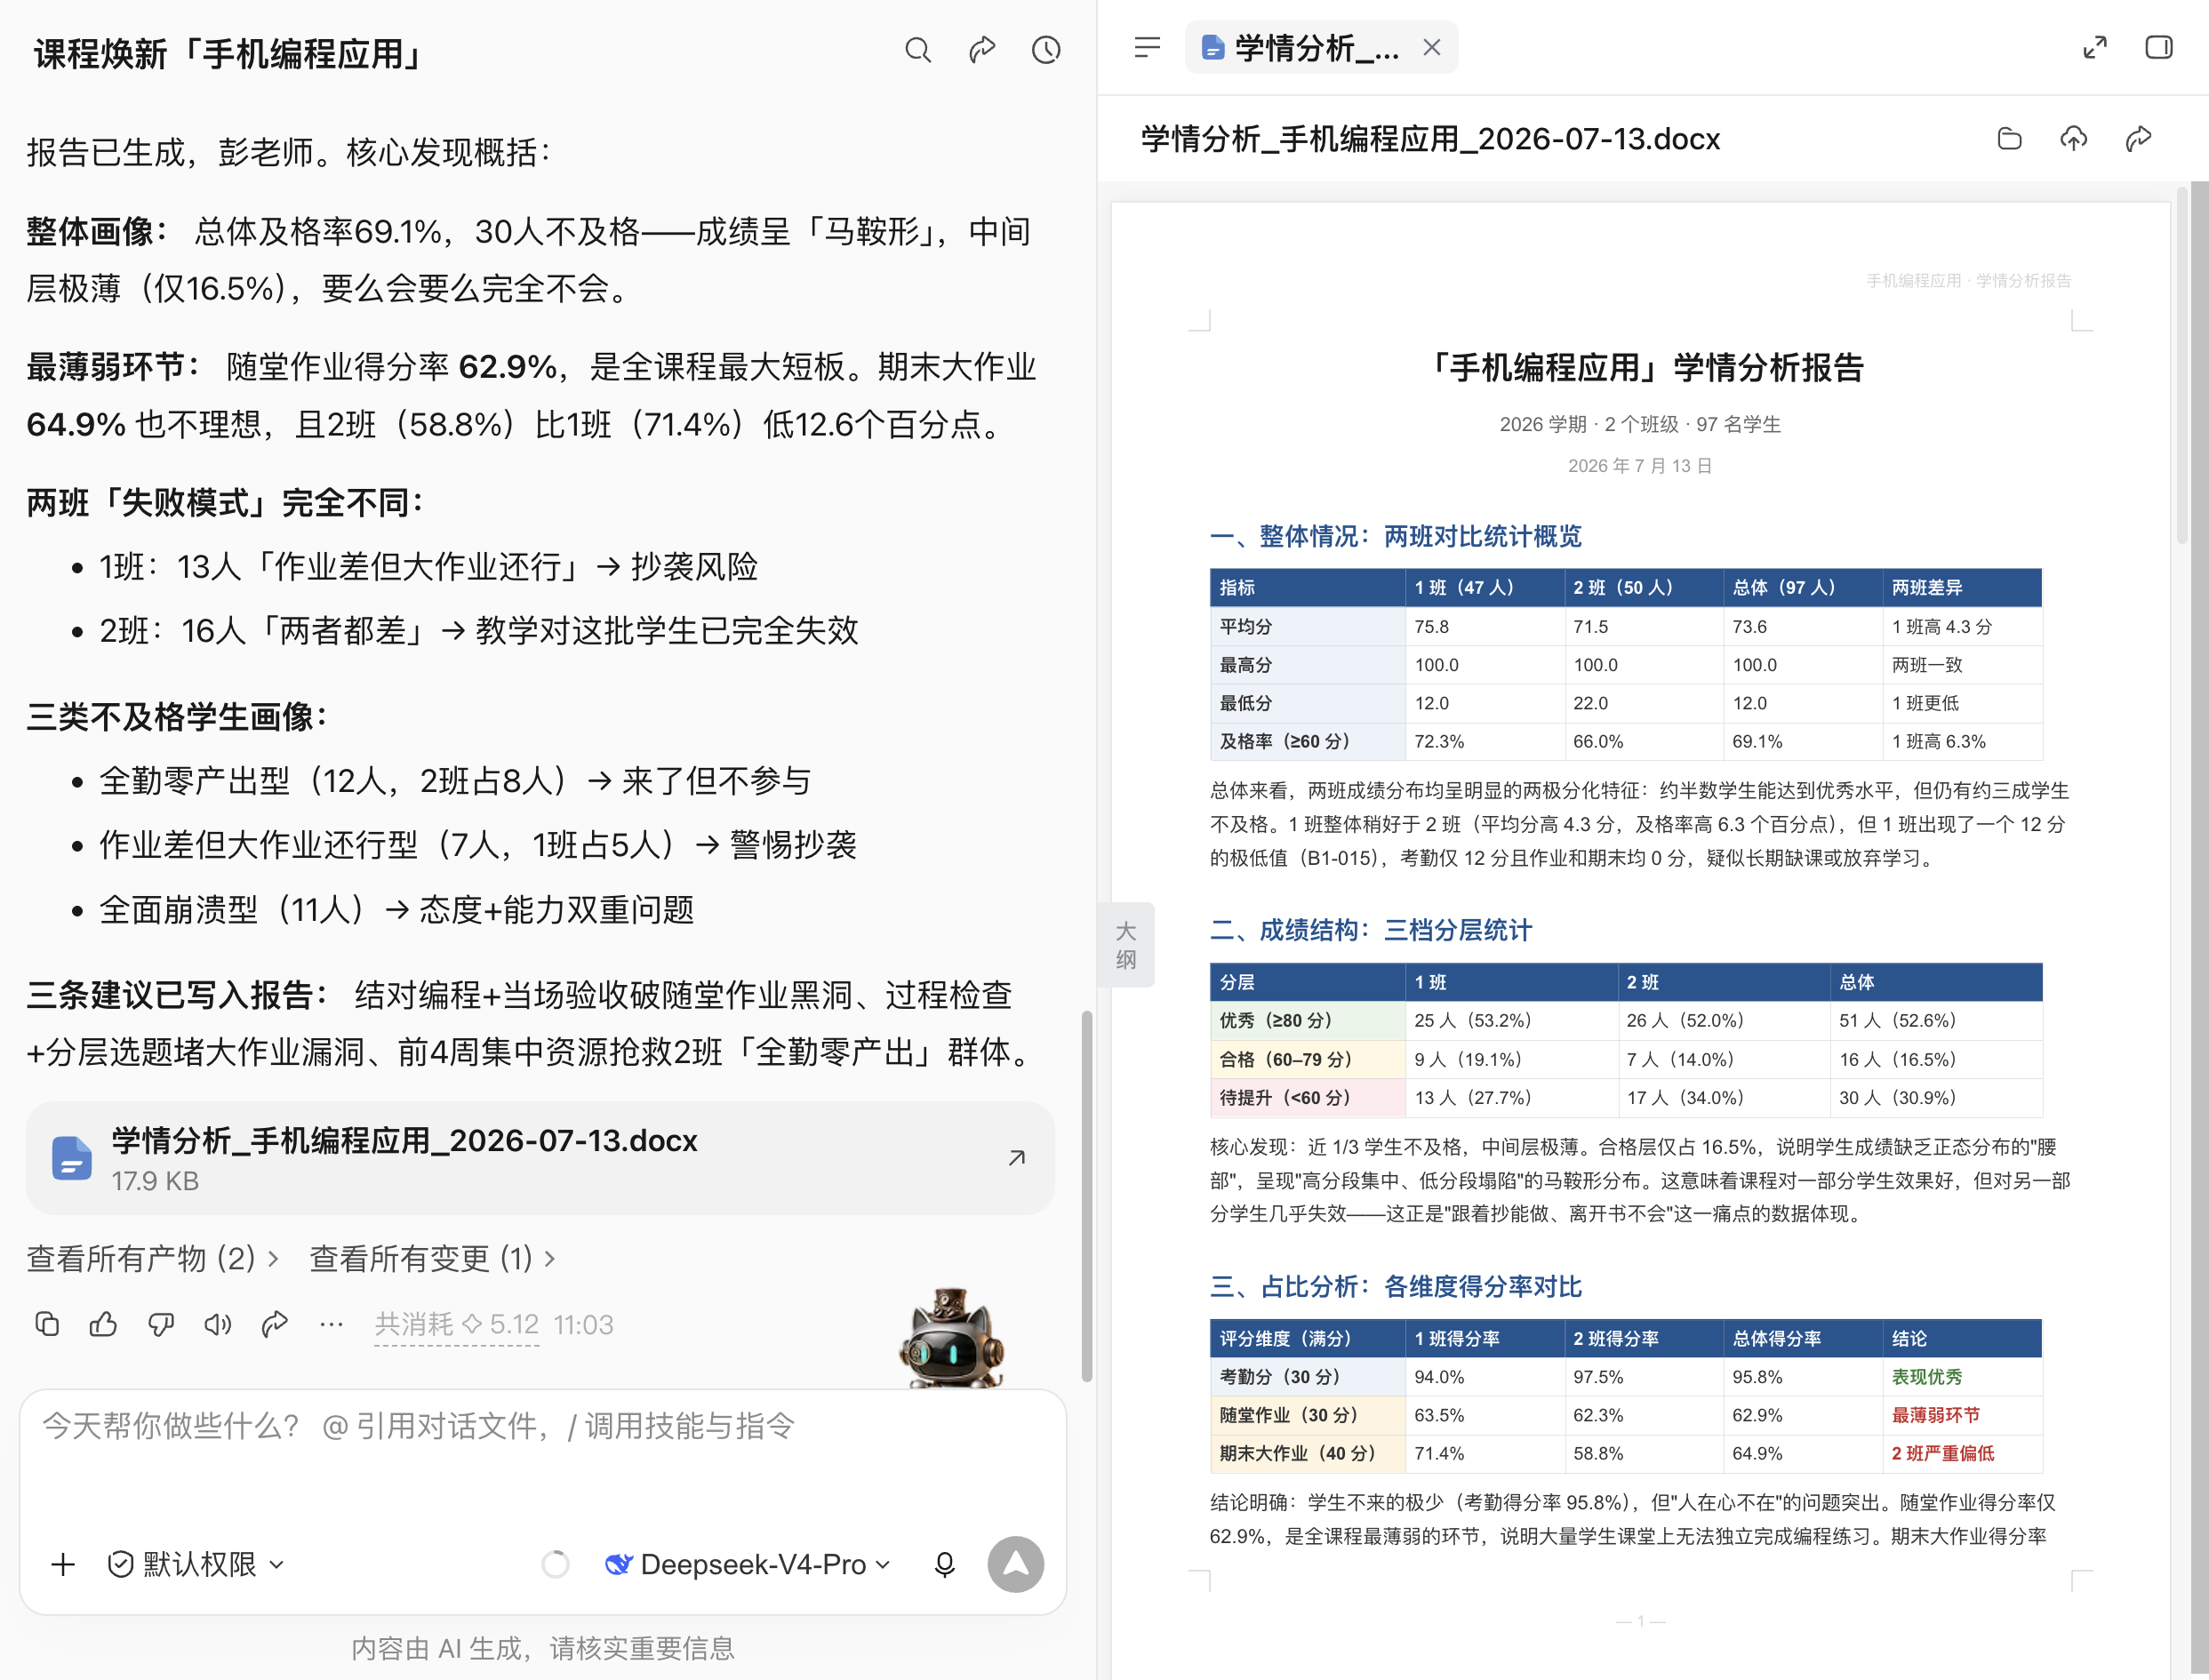 课程焕新「手机编程应用」
报告已生成，彭老师。核心发现概括：
整体画像： 总体及格率69.1%，30人不及格——成绩呈「马鞍形」，中间
层极薄（仅16.5%），要么会要么完全不会。
最薄弱环节： 随堂作业得分率 62.9%，是全课程最大短板。期末大作业
64.9% 也不理想，且2班（58.8%）比1班（71.4%）低12.6个百分点。
两班「失败模式」完全不同：
• 1班：13人「作业差但大作业还行」→ 抄袭风险
• 2班：16人「两者都差」→ 教学对这批学生已完全失效
三类不及格学生画像：
• 全勤零产出型（12人，2班占8人）→ 来了但不参与
• 作业差但大作业还行型（7人，1班占5人）→ 警惕抄袭
• 全面崩溃型（11人）→ 态度+能力双重问题
三条建议已写入报告： 结对编程+当场验收破随堂作业黑洞、过程检查
+分层选题堵大作业漏洞、前4周集中资源抢救2班「全勤零产出」群体。
学情分析_手机编程应用_2026-07-13.docx
17.9 KB
查看所有产物 (2) > 查看所有变更 (1) >
共消耗 5.12 11:03
今天帮你做些什么？ @ 引用对话文件，/ 调用技能与指令
默认权限
Deepseek-V4-Pro
内容由 AI 生成，请核实重要信息
学情分析_...
学情分析_手机编程应用_2026-07-13.docx
大纲
手机编程应用 · 学情分析报告
「手机编程应用」学情分析报告
2026 学期 · 2 个班级 · 97 名学生
2026 年 7 月 13 日
一、整体情况：两班对比统计概览
指标 1 班（47 人） 2 班（50 人） 总体（97 人） 两班差异
平均分 75.8 71.5 73.6 1 班高 4.3 分
最高分 100.0 100.0 100.0 两班一致
最低分 12.0 22.0 12.0 1 班更低
及格率（≥60 分） 72.3% 66.0% 69.1% 1 班高 6.3%
总体来看，两班成绩分布均呈明显的两极分化特征：约半数学生能达到优秀水平，但仍有约三成学生
不及格。1 班整体稍好于 2 班（平均分高 4.3 分，及格率高 6.3 个百分点），但 1 班出现了一个 12 分
的极低值（B1-015），考勤仅 12 分且作业和期末均 0 分，疑似长期缺课或放弃学习。
二、成绩结构：三档分层统计
分层 1 班 2 班 总体
优秀（≥80 分） 25 人（53.2%） 26 人（52.0%） 51 人（52.6%）
合格（60–79 分） 9 人（19.1%） 7 人（14.0%） 16 人（16.5%）
待提升（<60 分） 13 人（27.7%） 17 人（34.0%） 30 人（30.9%）
核心发现：近 1/3 学生不及格，中间层极薄。合格层仅占 16.5%，说明学生成绩缺乏正态分布的"腰
部"，呈现"高分段集中、低分段塌陷"的马鞍形分布。这意味着课程对一部分学生效果好，但对另一部
分学生几乎失效——这正是"跟着抄能做、离开书不会"这一痛点的数据体现。
三、占比分析：各维度得分率对比
评分维度（满分） 1 班得分率 2 班得分率 总体得分率 结论
考勤分（30 分） 94.0% 97.5% 95.8% 表现优秀
随堂作业（30 分） 63.5% 62.3% 62.9% 最薄弱环节
期末大作业（40 分） 71.4% 58.8% 64.9% 2 班严重偏低
结论明确：学生不来的极少（考勤得分率 95.8%），但"人在心不在"的问题突出。随堂作业得分率仅
62.9%，是全课程最薄弱的环节，说明大量学生课堂上无法独立完成编程练习。期末大作业得分率
— 1 —